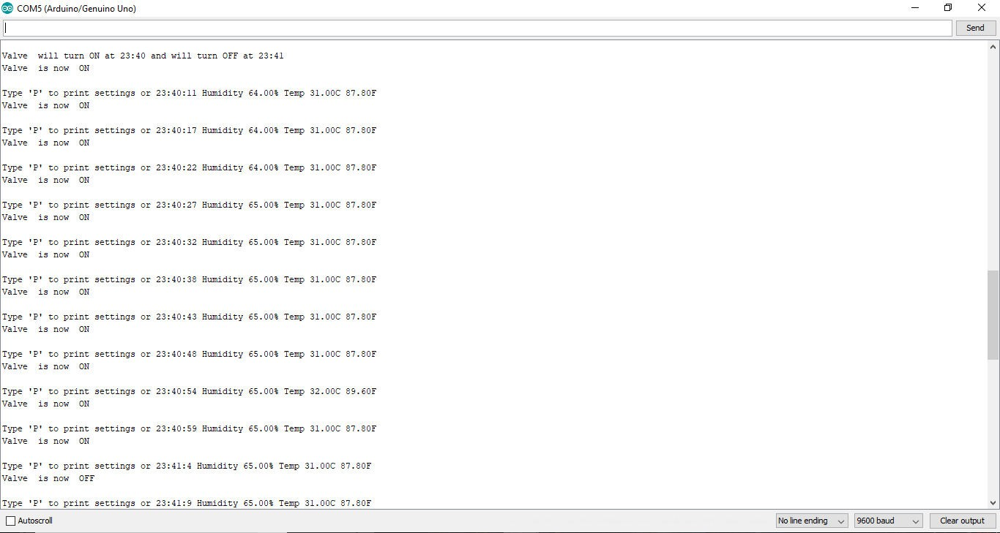 COM5 (Arduino/Genuino Uno)
Send
Valve  will turn ON at 23:40 and will turn OFF at 23:41
Valve  is now  ON
Type 'P' to print settings or 23:40:11 Humidity 64.00% Temp 31.00C 87.80F
Valve  is now  ON
Type 'P' to print settings or 23:40:17 Humidity 64.00% Temp 31.00C 87.80F
Valve  is now  ON
Type 'P' to print settings or 23:40:22 Humidity 64.00% Temp 31.00C 87.80F
Valve  is now  ON
Type 'P' to print settings or 23:40:27 Humidity 65.00% Temp 31.00C 87.80F
Valve  is now  ON
Type 'P' to print settings or 23:40:32 Humidity 65.00% Temp 31.00C 87.80F
Valve  is now  ON
Type 'P' to print settings or 23:40:38 Humidity 65.00% Temp 31.00C 87.80F
Valve  is now  ON
Type 'P' to print settings or 23:40:43 Humidity 65.00% Temp 31.00C 87.80F
Valve  is now  ON
Type 'P' to print settings or 23:40:48 Humidity 65.00% Temp 31.00C 87.80F
Valve  is now  ON
Type 'P' to print settings or 23:40:54 Humidity 65.00% Temp 32.00C 89.60F
Valve  is now  ON
Type 'P' to print settings or 23:40:59 Humidity 65.00% Temp 31.00C 87.80F
Valve  is now  ON
Type 'P' to print settings or 23:41:4 Humidity 65.00% Temp 31.00C 87.80F
Valve  is now  OFF
Type 'P' to print settings or 23:41:9 Humidity 65.00% Temp 31.00C 87.80F
Autoscroll
No line ending
9600 baud
Clear output